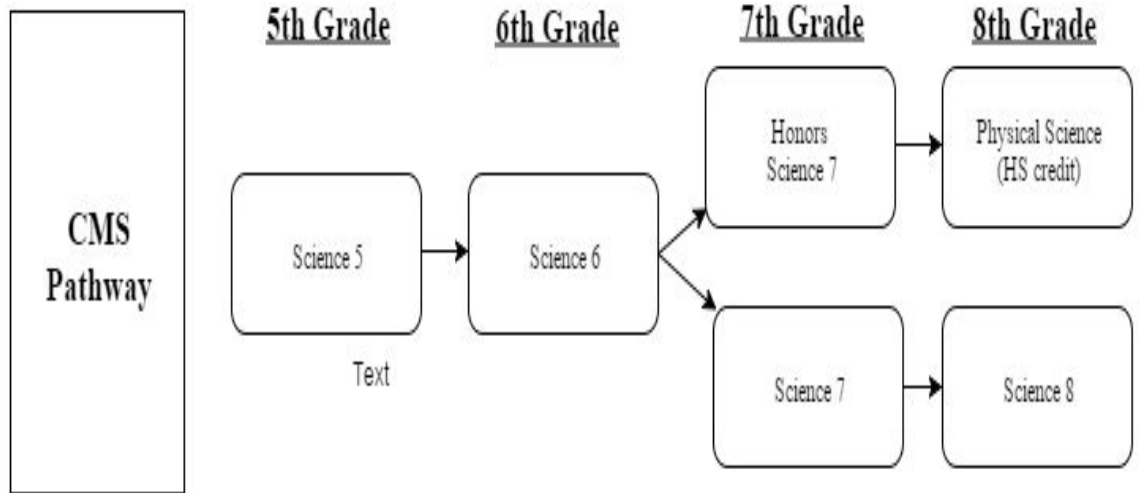 5th Grade
6th Grade
7th Grade
8th Grade
CMS
Pathway
Science 5
Text
Science 6
Honors
Science 7
Physical Science
(HS credit)
Science 7
Science 8